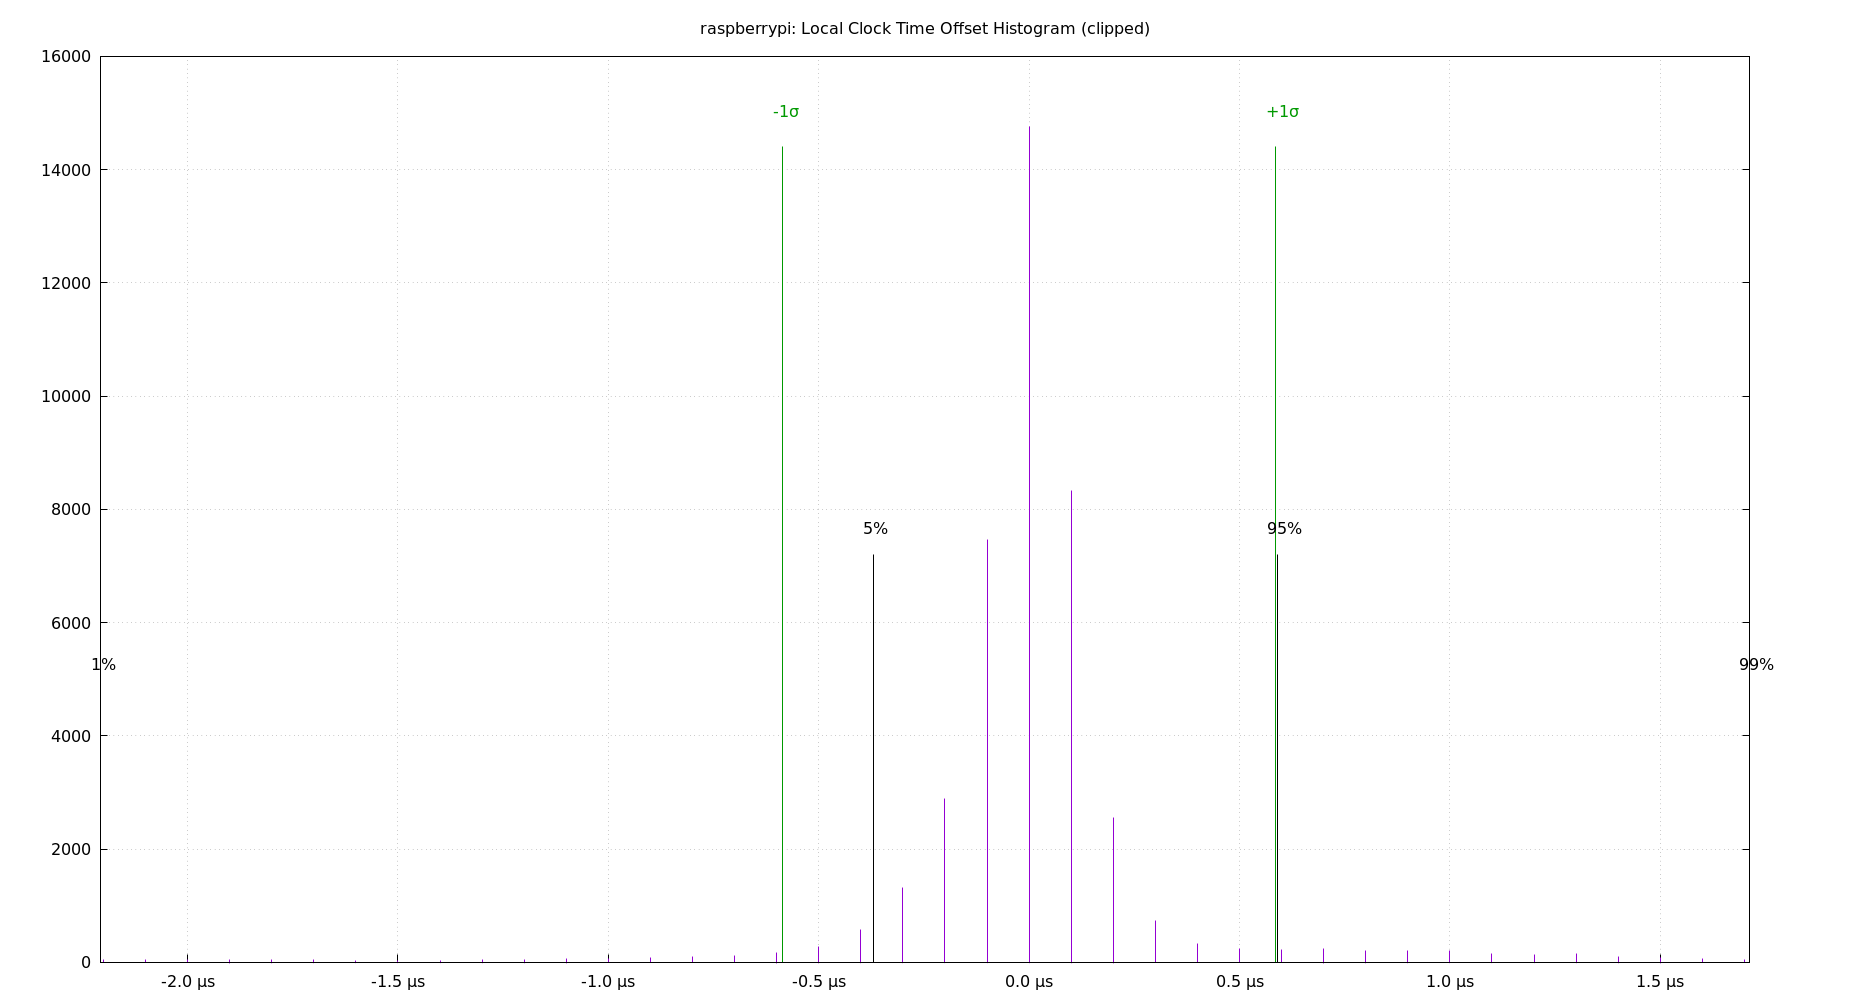 raspberrypi: Local Clock Time Offset Histogram (clipped)
16000
-1σ
+1σ
14000
12000
10000
8000
5%
95%
6000
1%
99%
4000
2000
0
-2.0 µs
-1.5 µs
-1.0 µs
-0.5 µs
0.0 µs
0.5 µs
1.0 µs
1.5 µs